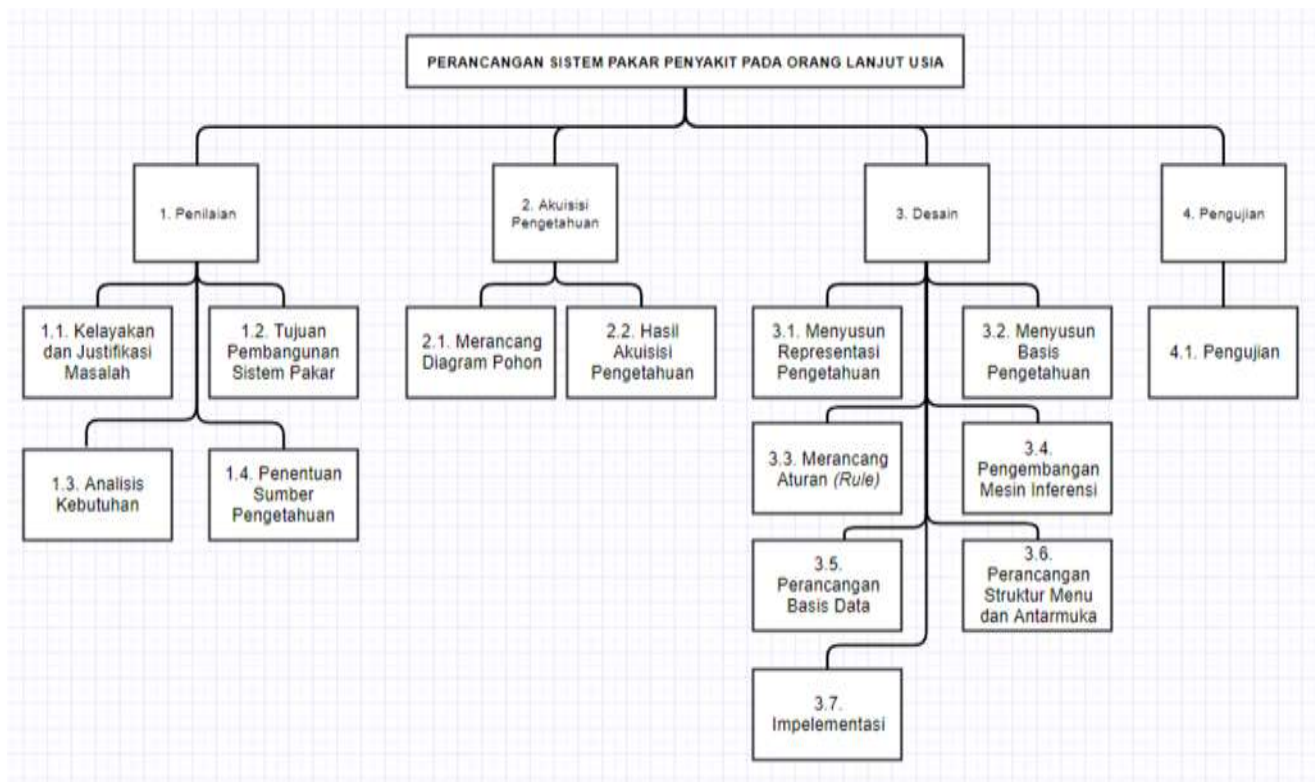 PERANCANGAN SISTEM PAKAR PENYAKIT PADA ORANG LANJUT USIA
1. Penilaian
2. Akuisisi
Pengetahuan
3. Desain
4. Pengujian
1.1. Kelayakan
dan Justifikasi
Masalah
1.2. Tujuan
Pembangunan
Sistem Pakar
2.1. Merancang
Diagram Pohon
2.2. Hasil
Akuisisi
Pengetahuan
3.1. Menyusun
Representasi
Pengetahuan
3.2. Menyusun
Basis
Pengetahuan
4.1. Pengujian
1.3. Analisis
Kebutuhan
1.4. Penentuan
Sumber
Pengetahuan
3.3. Merancang
Aturan (Rule)
3.4.
Pengembangan
Mesin Inferensi
3.5.
Perancangan
Basis Data
3.6.
Perancangan
Struktur Menu
dan Antarmuka
3.7.
Impelementasi